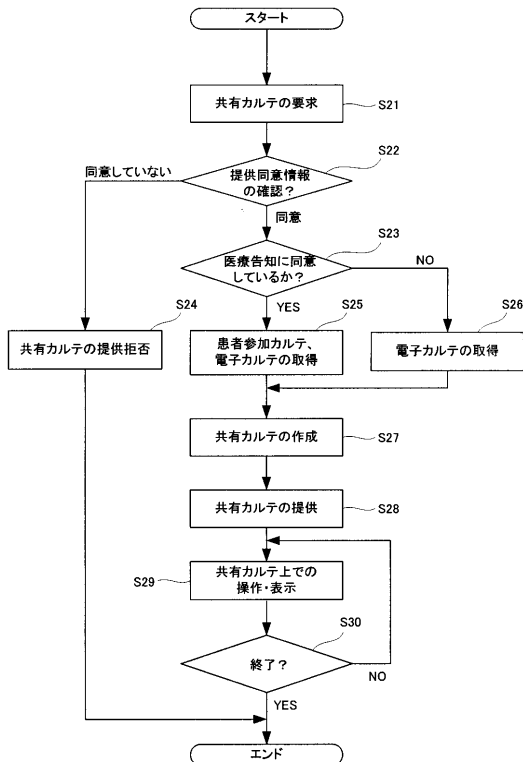 スタート
共有カルテの要求
S21
S22
同意していない
提供同意情報
の確認?
同意
S23
医療告知に同意
しているか?
NO
YES
S24
S25
S26
共有カルテの提供拒否
患者参加カルテ、
電子カルテの取得
電子カルテの取得
共有カルテの作成
S27
共有カルテの提供
S28
S29
共有カルテ上での
操作・表示
S30
終了?
NO
YES
エンド